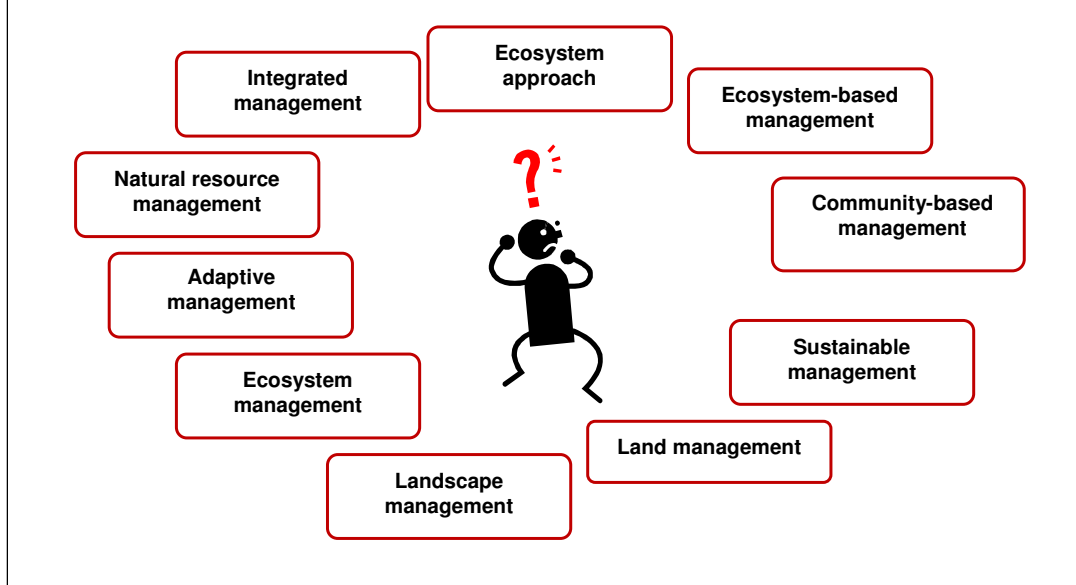 Ecosystem
approach
Integrated
management
Ecosystem-based
management
Natural resource
management
Community-based
management
Adaptive
management
Sustainable
management
Ecosystem
management
Land management
Landscape
management
?